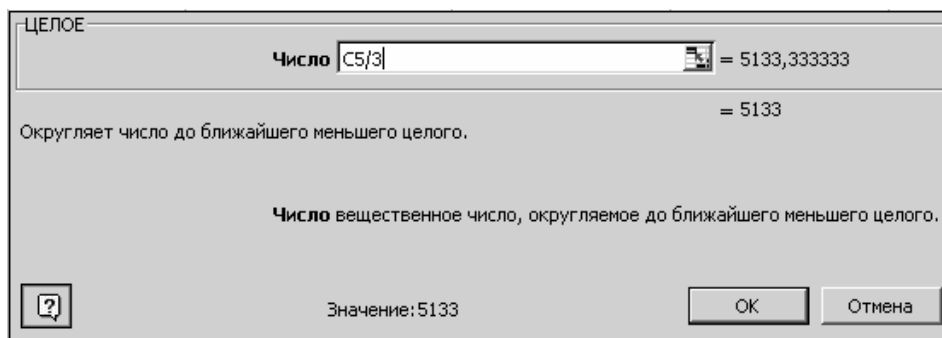 ЦЕЛОЕ
Число C5/3 = 5133,333333
= 5133
Округляет число до ближайшего меньшего целого.
Число вещественное число, округляемое до ближайшего меньшего целого.
? Значение:5133 OK Отмена